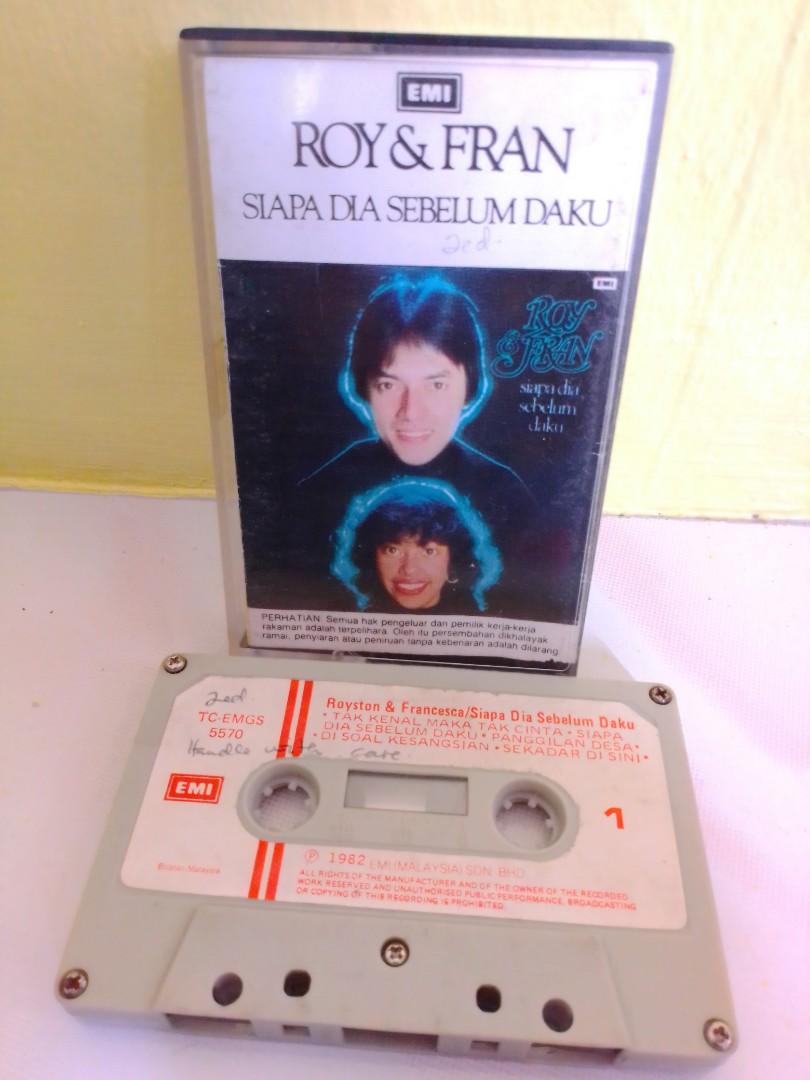 EMI
ROY & FRAN
SIAPA DIA SEBELUM DAKU
zed
EMI
ROY
& FRAN
siapa dia
sebelum
daku
PERHATIAN: Semua hak pengeluar dan pemilik kerja-kerja
rakaman adalah terpelihara. Oleh itu persembahan dikhalayak
ramai, penyiaran atau peniruan tanpa kebenaran adalah dilarang.
zed.
TC-EMGS
5570
Handle with care.
Royston & Francesca/Siapa Dia Sebelum Daku
• TAK KENAL MAKA TAK CINTA • SIAPA
DIA SEBELUM DAKU • PANGGILAN DESA •
• DI SOAL KESANGSIAN • SEKADAR DI SINI •
EMI
1
℗ 1982 EMI (MALAYSIA) SDN. BHD.
Buatan Malaysia
ALL RIGHTS OF THE MANUFACTURER AND OF THE OWNER OF THE RECORDED
WORK RESERVED AND UNAUTHORISED PUBLIC PERFORMANCE, BROADCASTING
OR COPYING OF THIS RECORDING IS PROHIBITED.